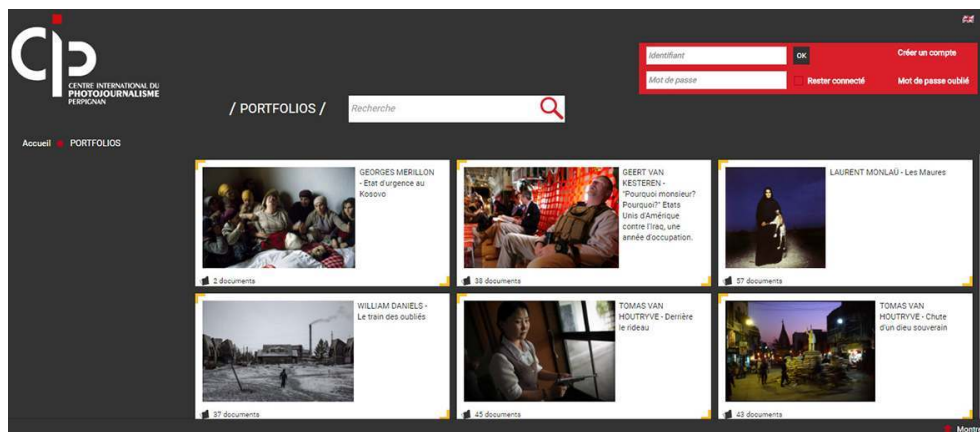 CiP
CENTRE INTERNATIONAL DU
PHOTOJOURNALISME
PERPIGNAN
Identifiant
OK
Créer un compte
Mot de passe
Rester connecté
Mot de passe oublié
/ PORTFOLIOS /
Recherche
Accueil
PORTFOLIOS
GEORGES MERILLON
- Etat d'urgence au
Kosovo
2 documents
GEERT VAN
KESTEREN -
"Pourquoi monsieur?
Pourquoi?" Etats
Unis d'Amérique
contre l'Iraq, une
année d'occupation.
38 documents
LAURENT MONLAÜ - Les Maures
57 documents
WILLIAM DANIELS -
Le train des oubliés
37 documents
TOMAS VAN
HOUTRYVE - Derrière
le rideau
45 documents
TOMAS VAN
HOUTRYVE - Chute
d'un dieu souverain
43 documents